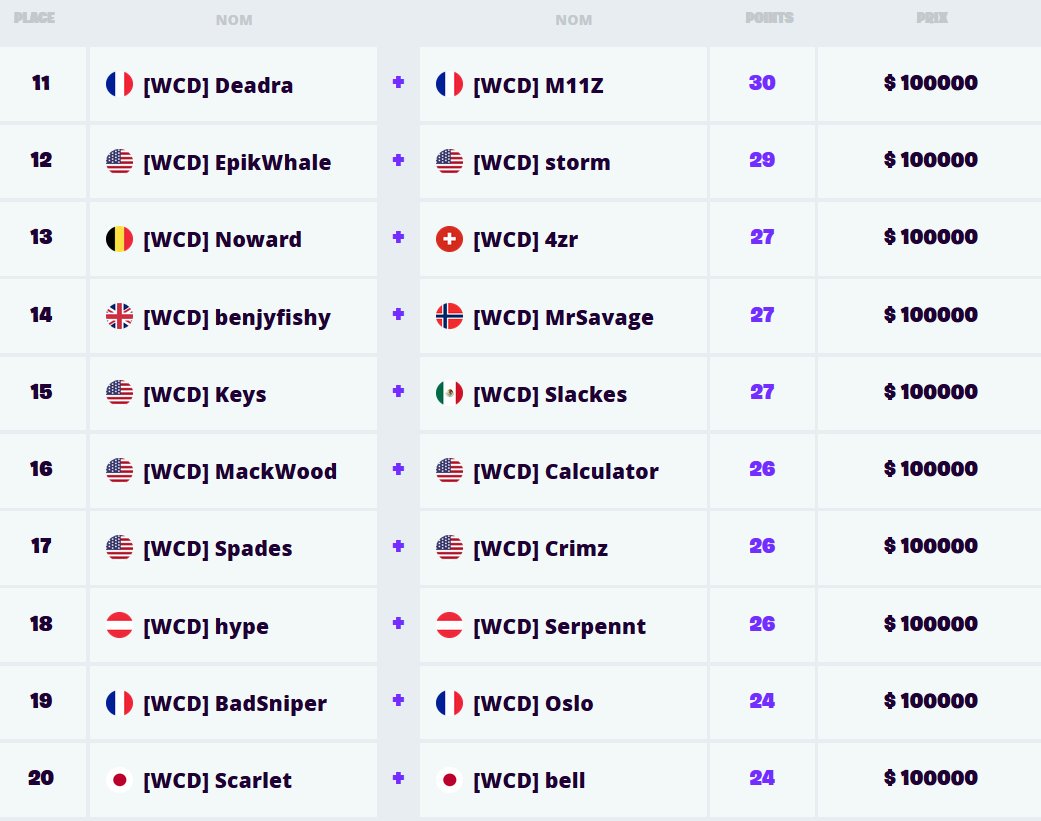 PLACE NOM NOM POINTS PRIX
11 [WCD] Deadra + [WCD] M11Z 30 $ 100000
12 [WCD] EpikWhale + [WCD] storm 29 $ 100000
13 [WCD] Noward + [WCD] 4zr 27 $ 100000
14 [WCD] benjyfishy + [WCD] MrSavage 27 $ 100000
15 [WCD] Keys + [WCD] Slackes 27 $ 100000
16 [WCD] MackWood + [WCD] Calculator 26 $ 100000
17 [WCD] Spades + [WCD] Crimz 26 $ 100000
18 [WCD] hype + [WCD] Serpennt 26 $ 100000
19 [WCD] BadSniper + [WCD] Oslo 24 $ 100000
20 [WCD] Scarlet + [WCD] bell 24 $ 100000